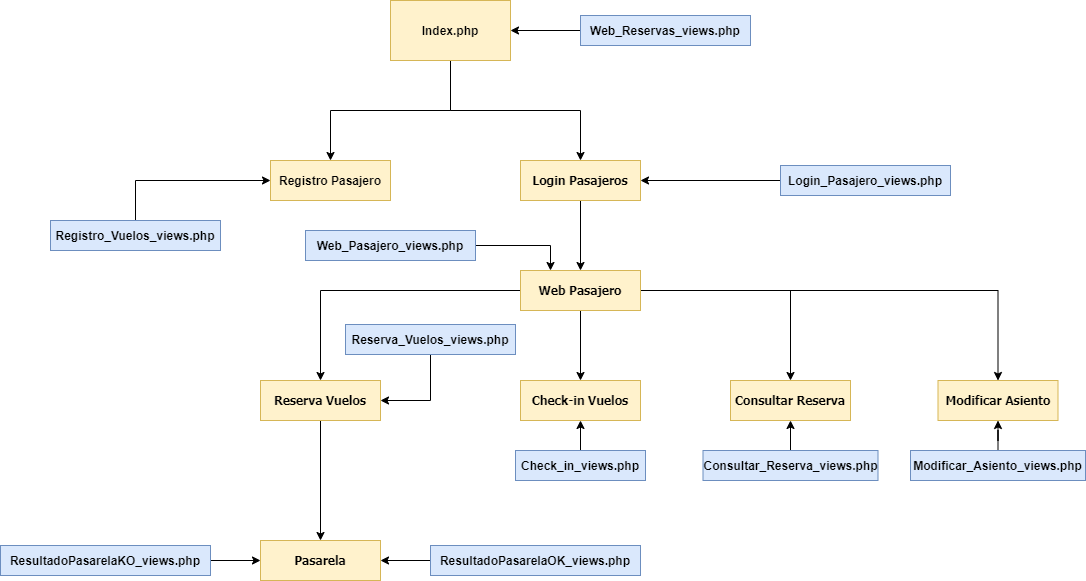 Index.php
Web_Reservas_views.php
Registro Pasajero
Login Pasajeros
Login_Pasajero_views.php
Registro_Vuelos_views.php
Web_Pasajero_views.php
Web Pasajero
Reserva_Vuelos_views.php
Reserva Vuelos
Check-in Vuelos
Consultar Reserva
Modificar Asiento
Check_in_views.php
Consultar_Reserva_views.php
Modificar_Asiento_views.php
ResultadoPasarelaKO_views.php
Pasarela
ResultadoPasarelaOK_views.php